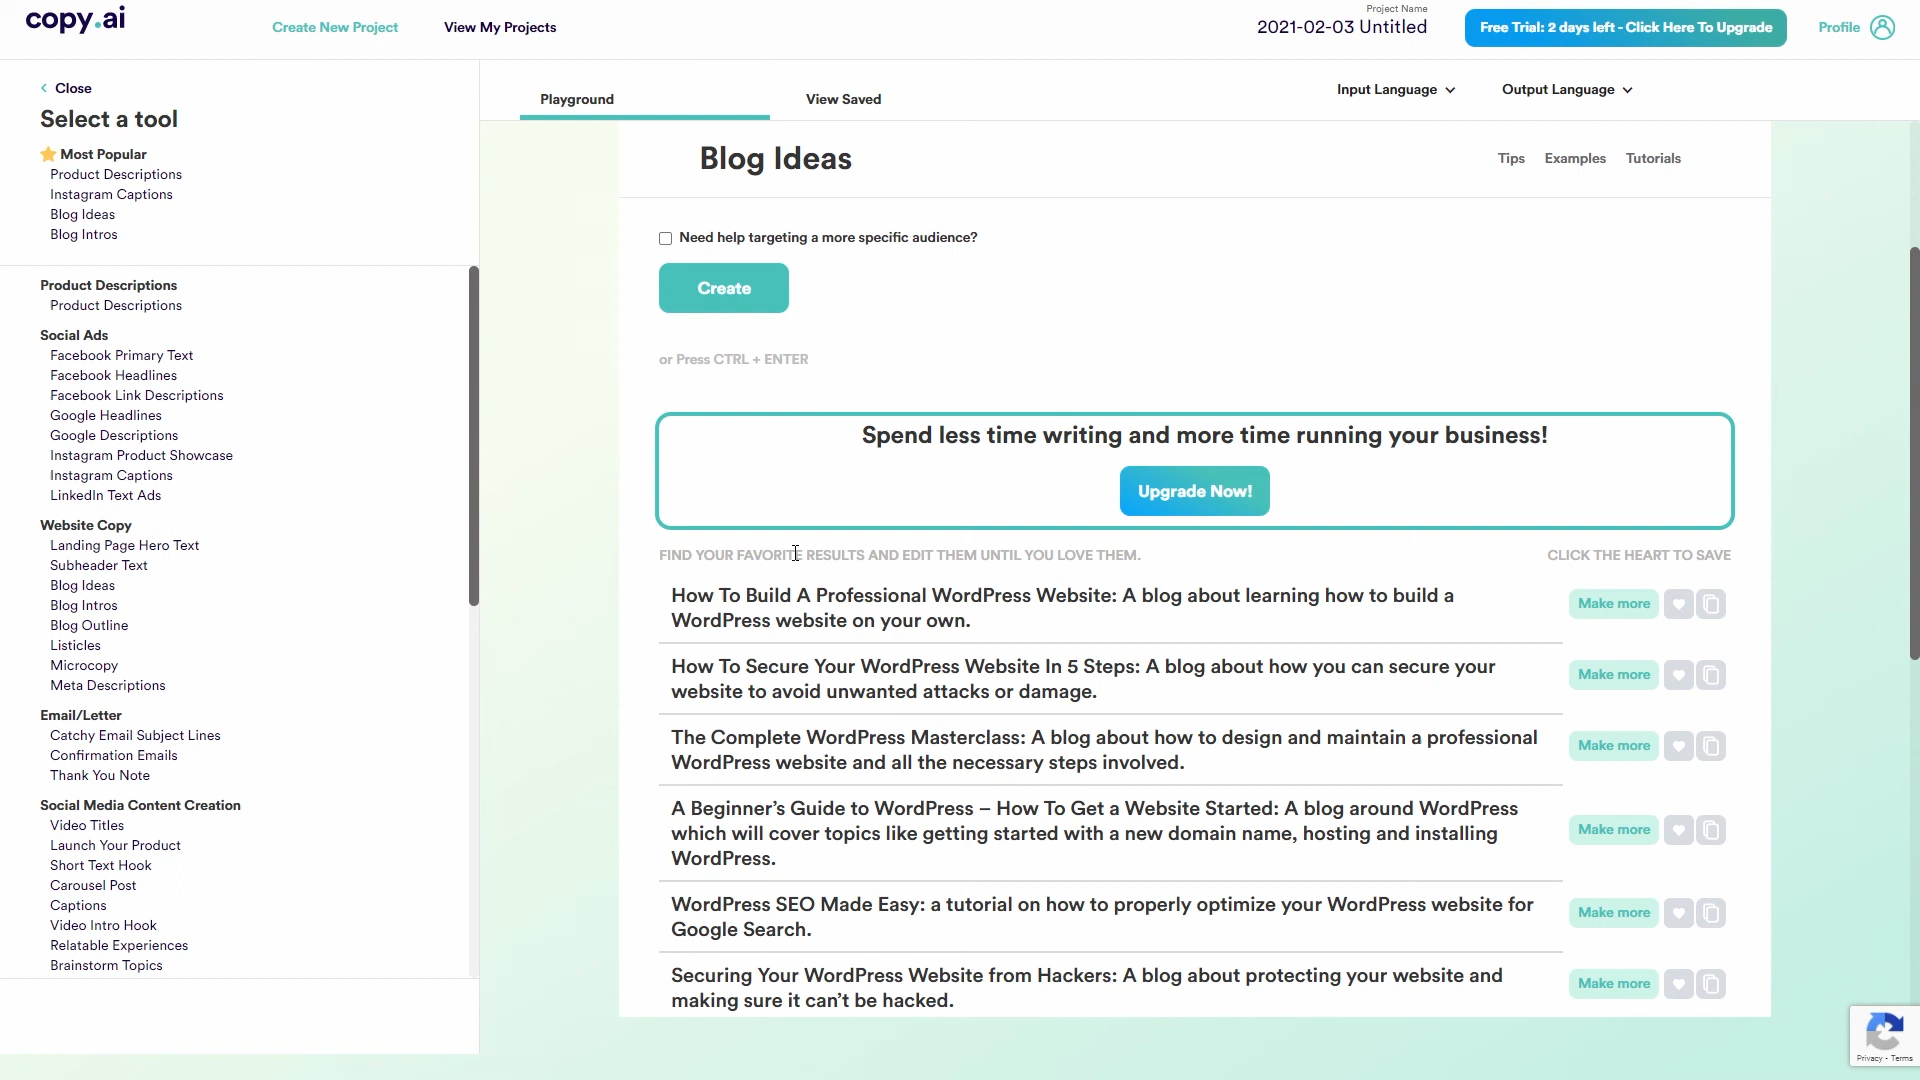 copy.ai
Create New Project
View My Projects
Project Name
2021-02-03 Untitled
Free Trial: 2 days left - Click Here To Upgrade
Profile
Close
Select a tool
Most Popular
Product Descriptions
Instagram Captions
Blog Ideas
Blog Intros
Product Descriptions
Product Descriptions
Social Ads
Facebook Primary Text
Facebook Headlines
Facebook Link Descriptions
Google Headlines
Google Descriptions
Instagram Product Showcase
Instagram Captions
LinkedIn Text Ads
Website Copy
Landing Page Hero Text
Subheader Text
Blog Ideas
Blog Intros
Blog Outline
Listicles
Microcopy
Meta Descriptions
Email/Letter
Catchy Email Subject Lines
Confirmation Emails
Thank You Note
Social Media Content Creation
Video Titles
Launch Your Product
Short Text Hook
Carousel Post
Captions
Video Intro Hook
Relatable Experiences
Brainstorm Topics
Playground
View Saved
Input Language
Output Language
Blog Ideas
Tips
Examples
Tutorials
Need help targeting a more specific audience?
Create
or Press CTRL + ENTER
Spend less time writing and more time running your business!
Upgrade Now!
FIND YOUR FAVORITE RESULTS AND EDIT THEM UNTIL YOU LOVE THEM.
CLICK THE HEART TO SAVE
How To Build A Professional WordPress Website: A blog about learning how to build a
WordPress website on your own.
Make more
How To Secure Your WordPress Website In 5 Steps: A blog about how you can secure your
website to avoid unwanted attacks or damage.
Make more
The Complete WordPress Masterclass: A blog about how to design and maintain a professional
WordPress website and all the necessary steps involved.
Make more
A Beginner's Guide to WordPress – How To Get a Website Started: A blog around WordPress
which will cover topics like getting started with a new domain name, hosting and installing
WordPress.
Make more
WordPress SEO Made Easy: a tutorial on how to properly optimize your WordPress website for
Google Search.
Make more
Securing Your WordPress Website from Hackers: A blog about protecting your website and
making sure it can't be hacked.
Make more
Privacy - Terms